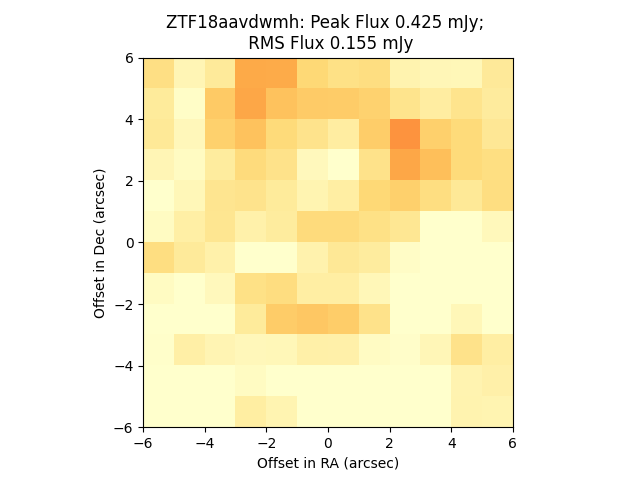 ZTF18aavdwmh: Peak Flux 0.425 mJy;
RMS Flux 0.155 mJy
6
4
2
0
−2
−4
−6
Offset in Dec (arcsec)
−6 −4 −2 0 2 4 6
Offset in RA (arcsec)